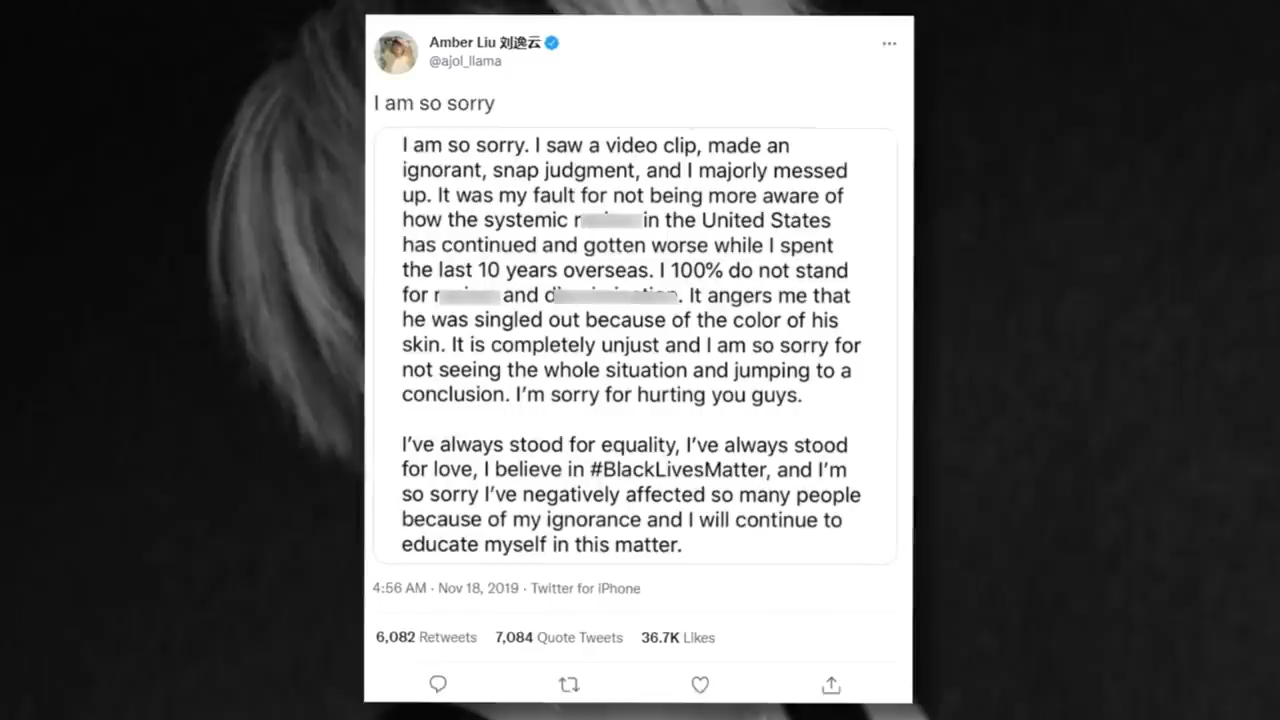 Amber Liu 刘逸云
@ajol_llama
I am so sorry
I am so sorry. I saw a video clip, made an
ignorant, snap judgment, and I majorly messed
up. It was my fault for not being more aware of
how the systemic r in the United States
has continued and gotten worse while I spent
the last 10 years overseas. I 100% do not stand
for r and d. It angers me that
he was singled out because of the color of his
skin. It is completely unjust and I am so sorry for
not seeing the whole situation and jumping to a
conclusion. I’m sorry for hurting you guys.
I’ve always stood for equality, I’ve always stood
for love, I believe in #BlackLivesMatter, and I’m
so sorry I’ve negatively affected so many people
because of my ignorance and I will continue to
educate myself in this matter.
4:56 AM · Nov 18, 2019 · Twitter for iPhone
6,082 Retweets 7,084 Quote Tweets 36.7K Likes